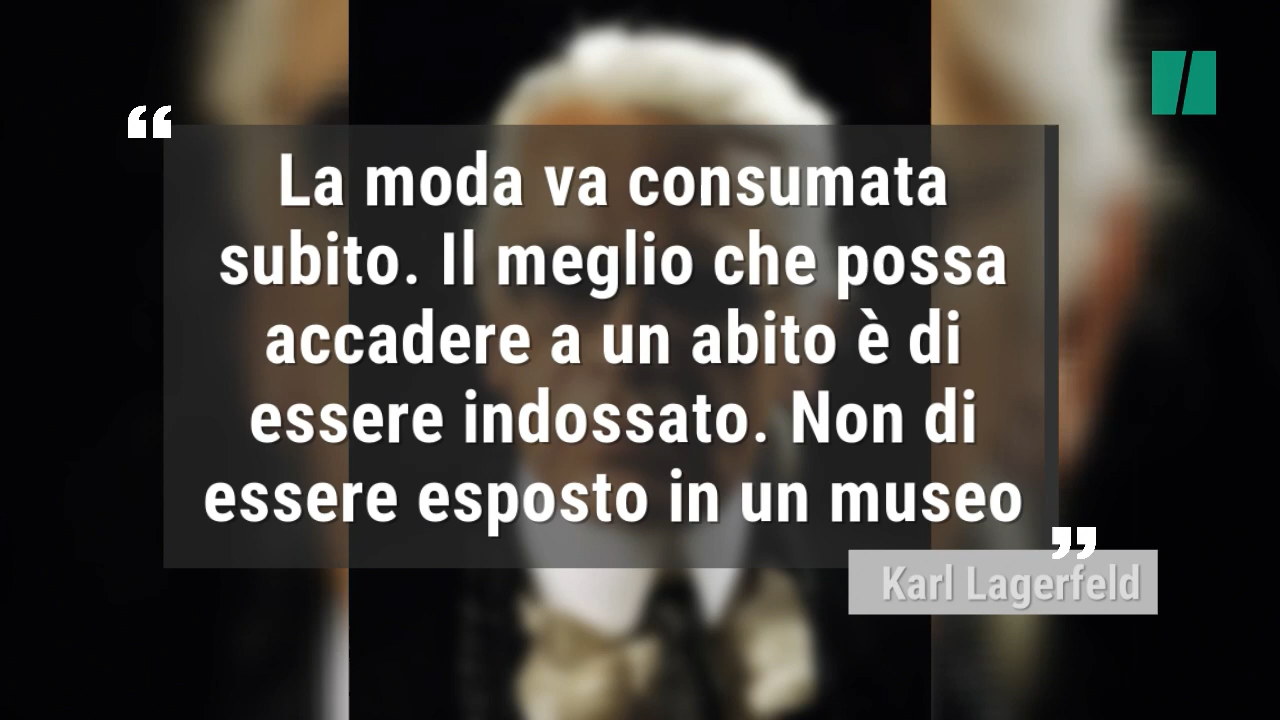 “
La moda va consumata
subito. Il meglio che possa
accadere a un abito è di
essere indossato. Non di
essere esposto in un museo
”
Karl Lagerfeld